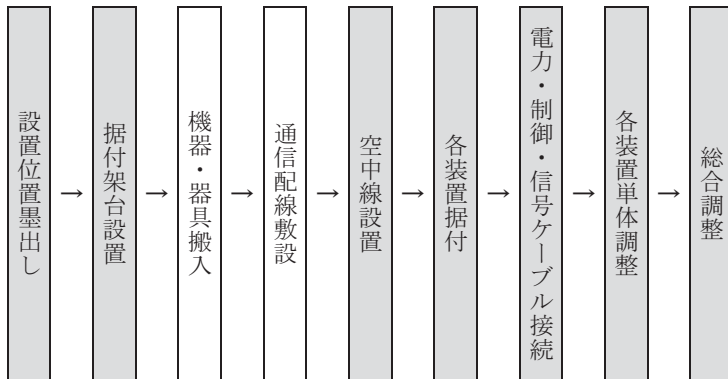 設置位置墨出し
→
据付架台設置
→
機器・器具搬入
→
通信配線敷設
→
空中線設置
→
各装置据付
→
電力・制御・信号ケーブル接続
→
各装置単体調整
→
総合調整